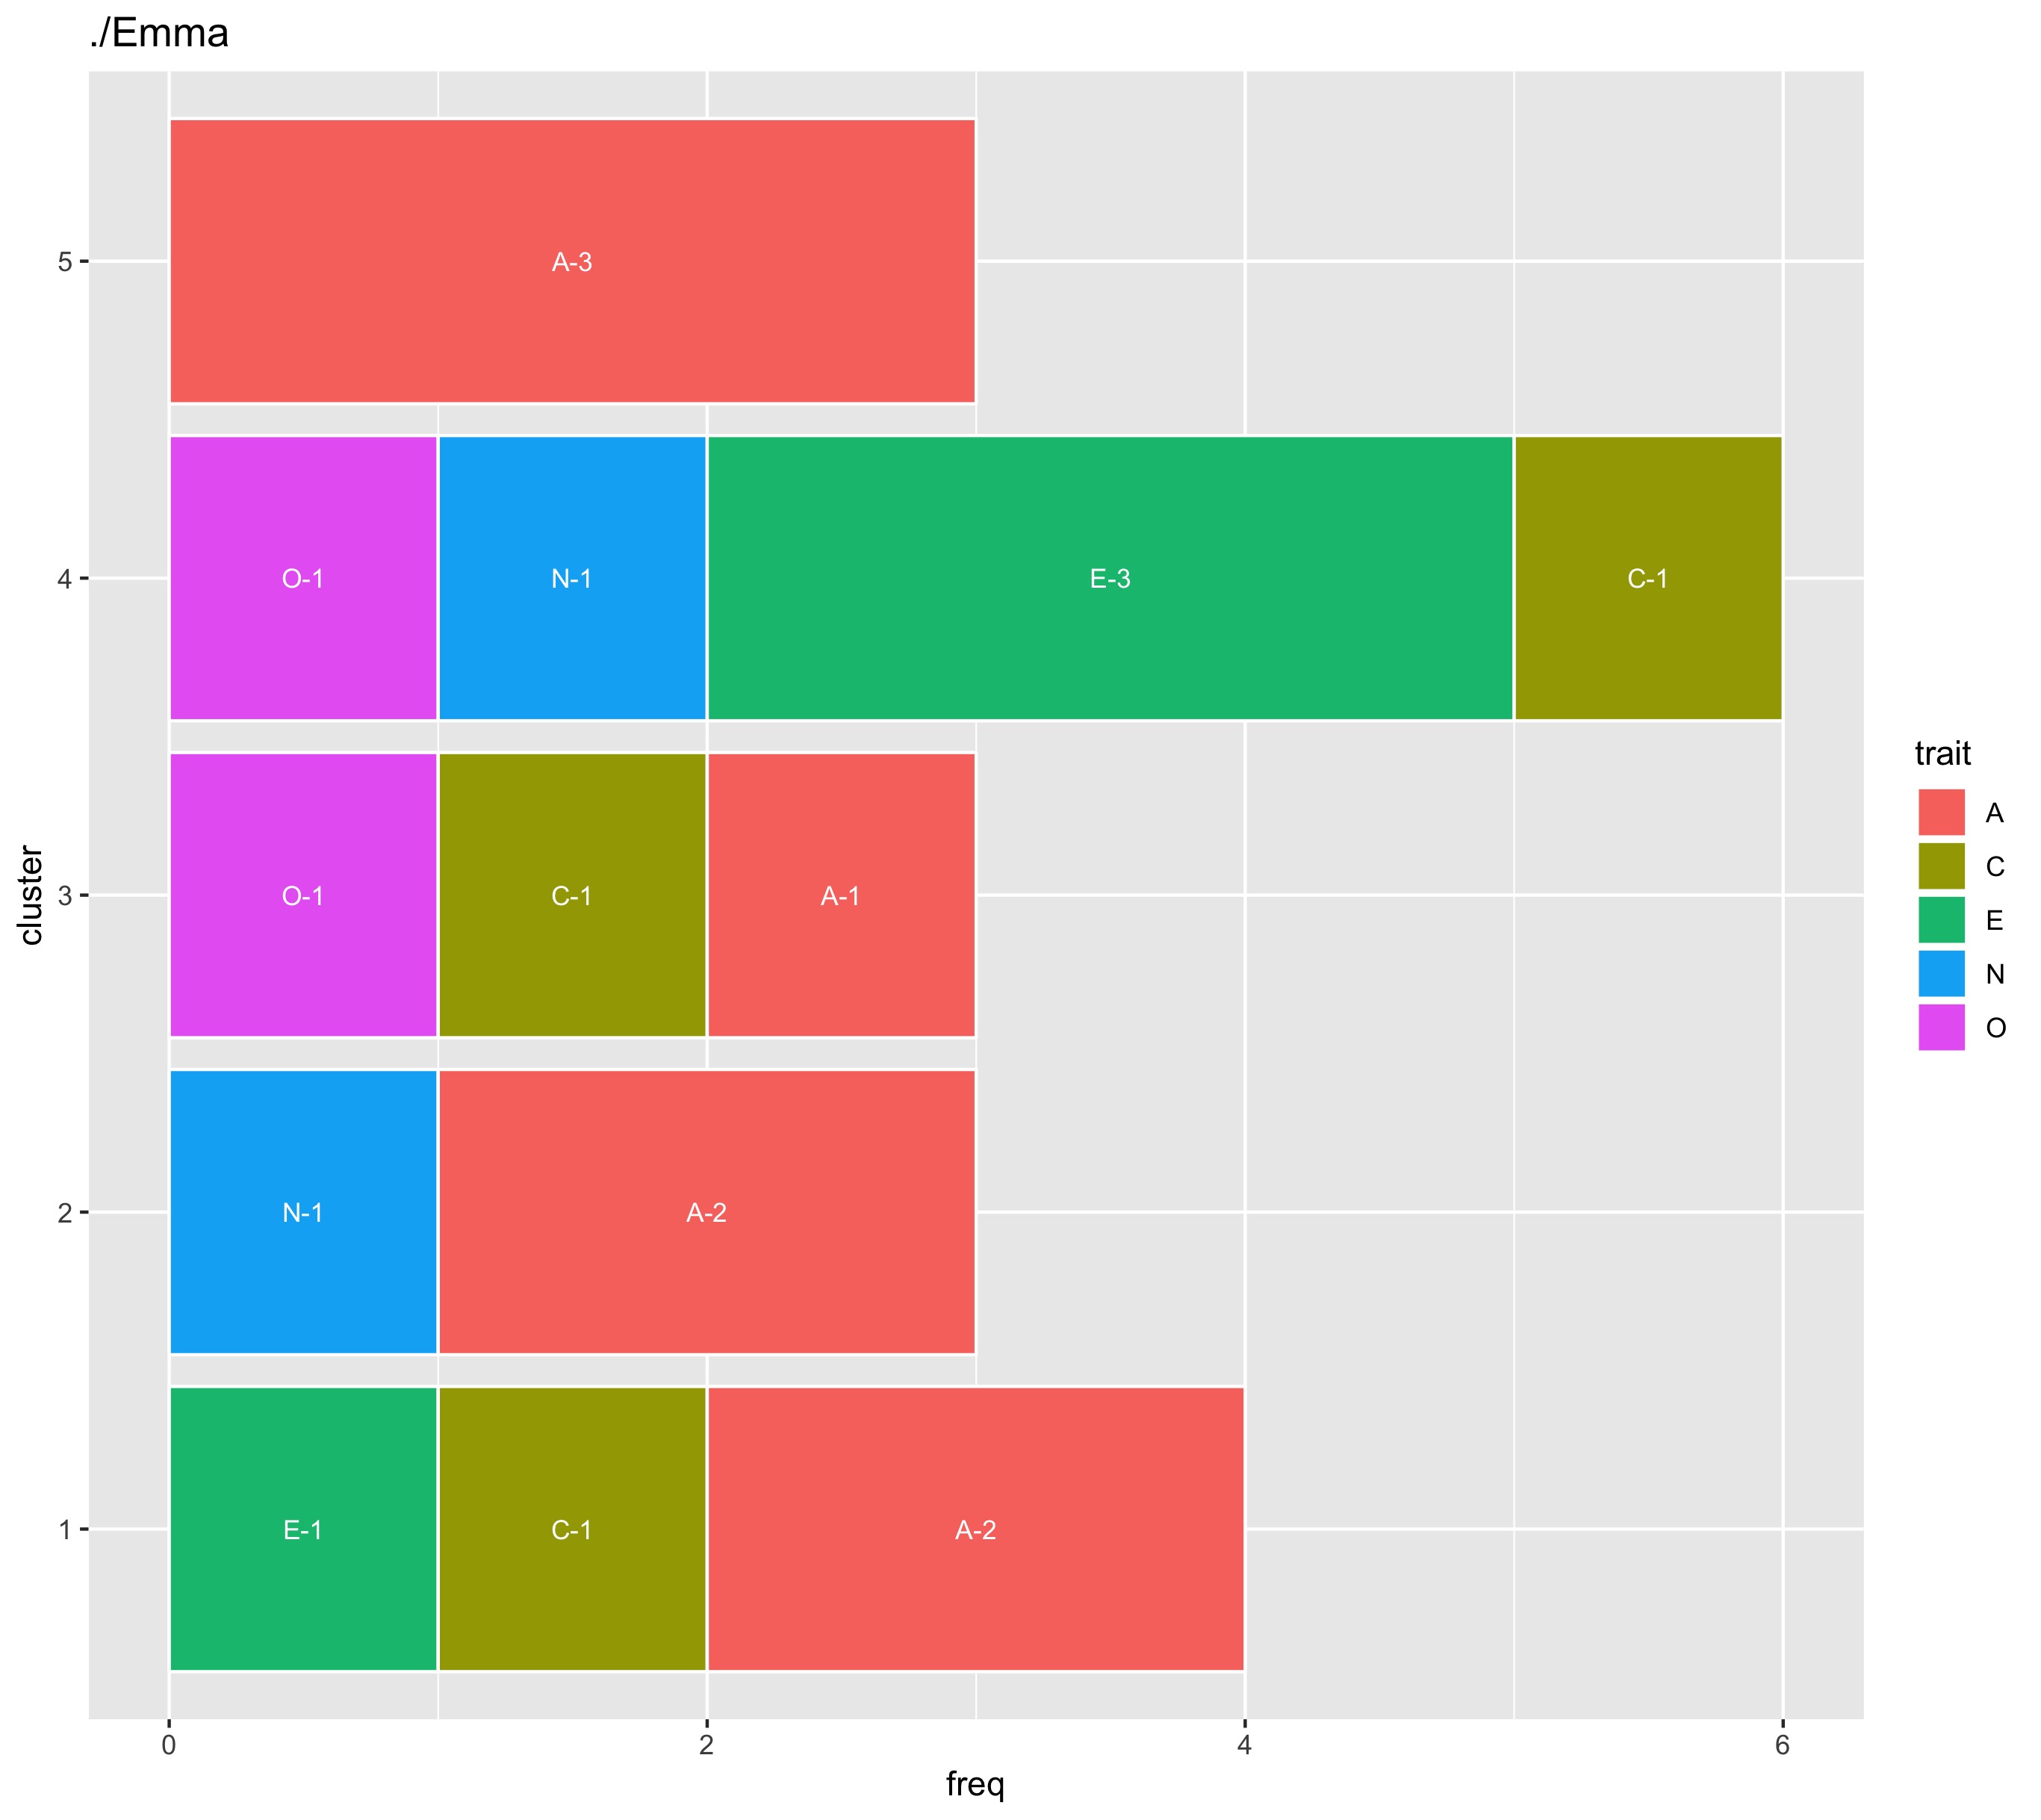 ./Emma
5
A-3
4
O-1
N-1
E-3
C-1
3
O-1
C-1
A-1
2
N-1
A-2
1
E-1
C-1
A-2
0
2
4
6
freq
cluster
trait
A
C
E
N
O